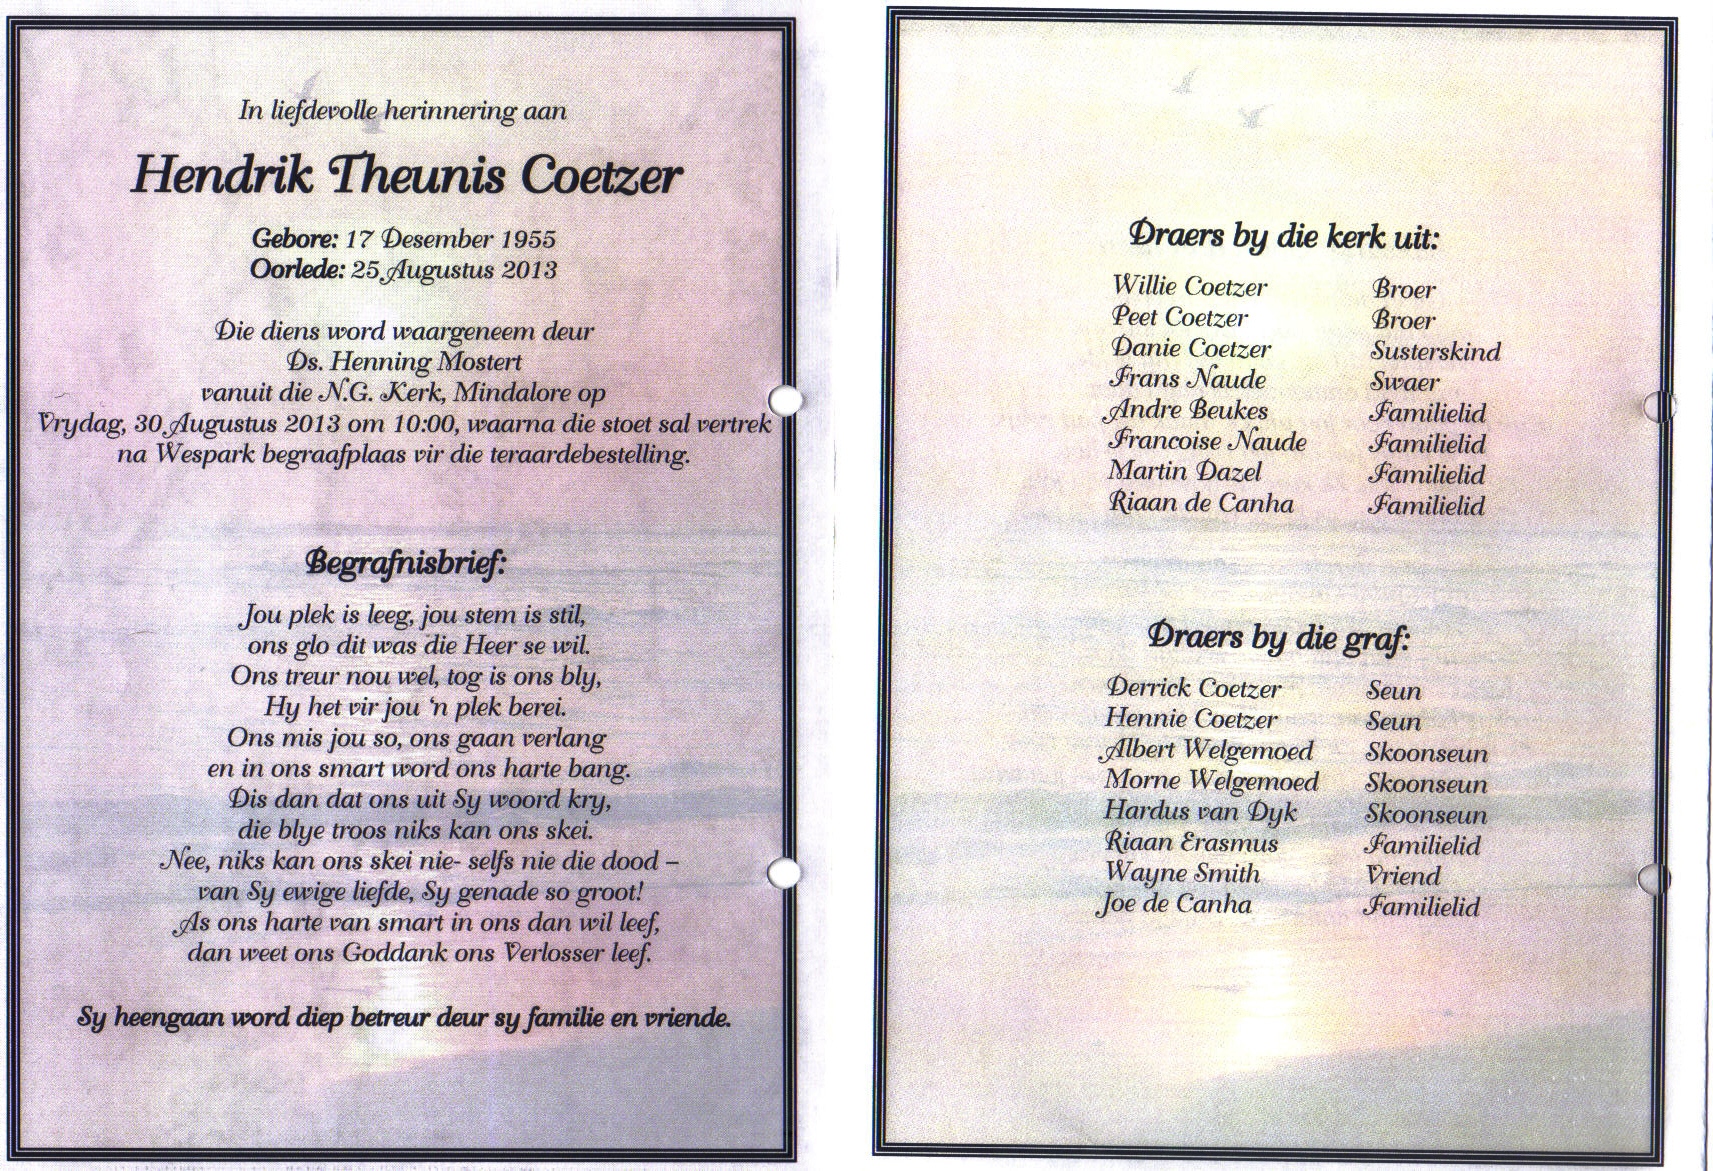 In liefdevolle herinnering aan
Hendrik Theunis Coetzer
Gebore: 17 Desember 1955
Oorlede: 25 Augustus 2013
Die diens word waargeneem deur
Ds. Henning Mostert
vanuit die N.G. Kerk, Mindalore op
Vrydag, 30 Augustus 2013 om 10:00, waarna die stoet sal vertrek
na Wespark begraafplaas vir die teraardebestelling.
Begrafnisbrief:
Jou plek is leeg, jou stem is stil,
ons glo dit was die Heer se wil.
Ons treur nou wel, tog is ons bly,
Hy het vir jou ‘n plek berei.
Ons mis jou so, ons gaan verlang
en in ons smart word ons harte bang.
Dis dan dat ons uit Sy woord kry,
die blye troos niks kan ons skei.
Nee, niks kan ons skei nie- selfs nie die dood –
van Sy ewige liefde, Sy genade so groot!
As ons harte van smart in ons dan wil leef,
dan weet ons Goddank ons Verlosser leef.
Sy heengaan word diep betreur deur sy familie en vriende.
Draers by die kerk uit:
Willie Coetzer Broer
Peet Coetzer Broer
Danie Coetzer Susterskind
Frans Naude Swaer
Andre Beukes Familielid
Francoise Naude Familielid
Martin Dazel Familielid
Riaan de Canha Familielid
Draers by die graf:
Derrick Coetzer Seun
Hennie Coetzer Seun
Albert Welgemoed Skoonseun
Morne Welgemoed Skoonseun
Hardus van Dyk Skoonseun
Riaan Erasmus Familielid
Wayne Smith Vriend
Joe de Canha Familielid